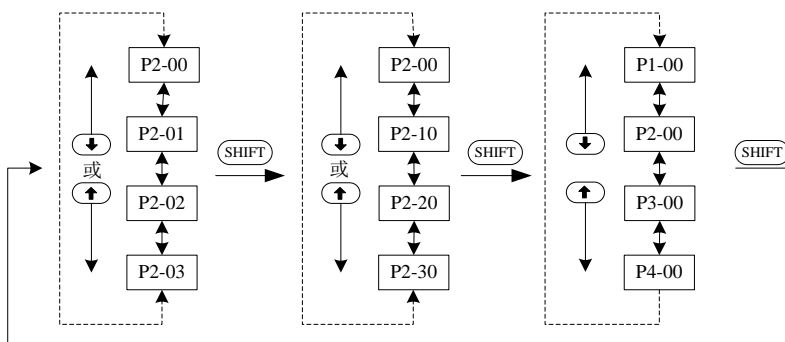 P2-00
P2-01
或
P2-02
P2-03
SHIFT
P2-00
P2-10
或
P2-20
P2-30
SHIFT
P1-00
P2-00
P3-00
P4-00
SHIFT